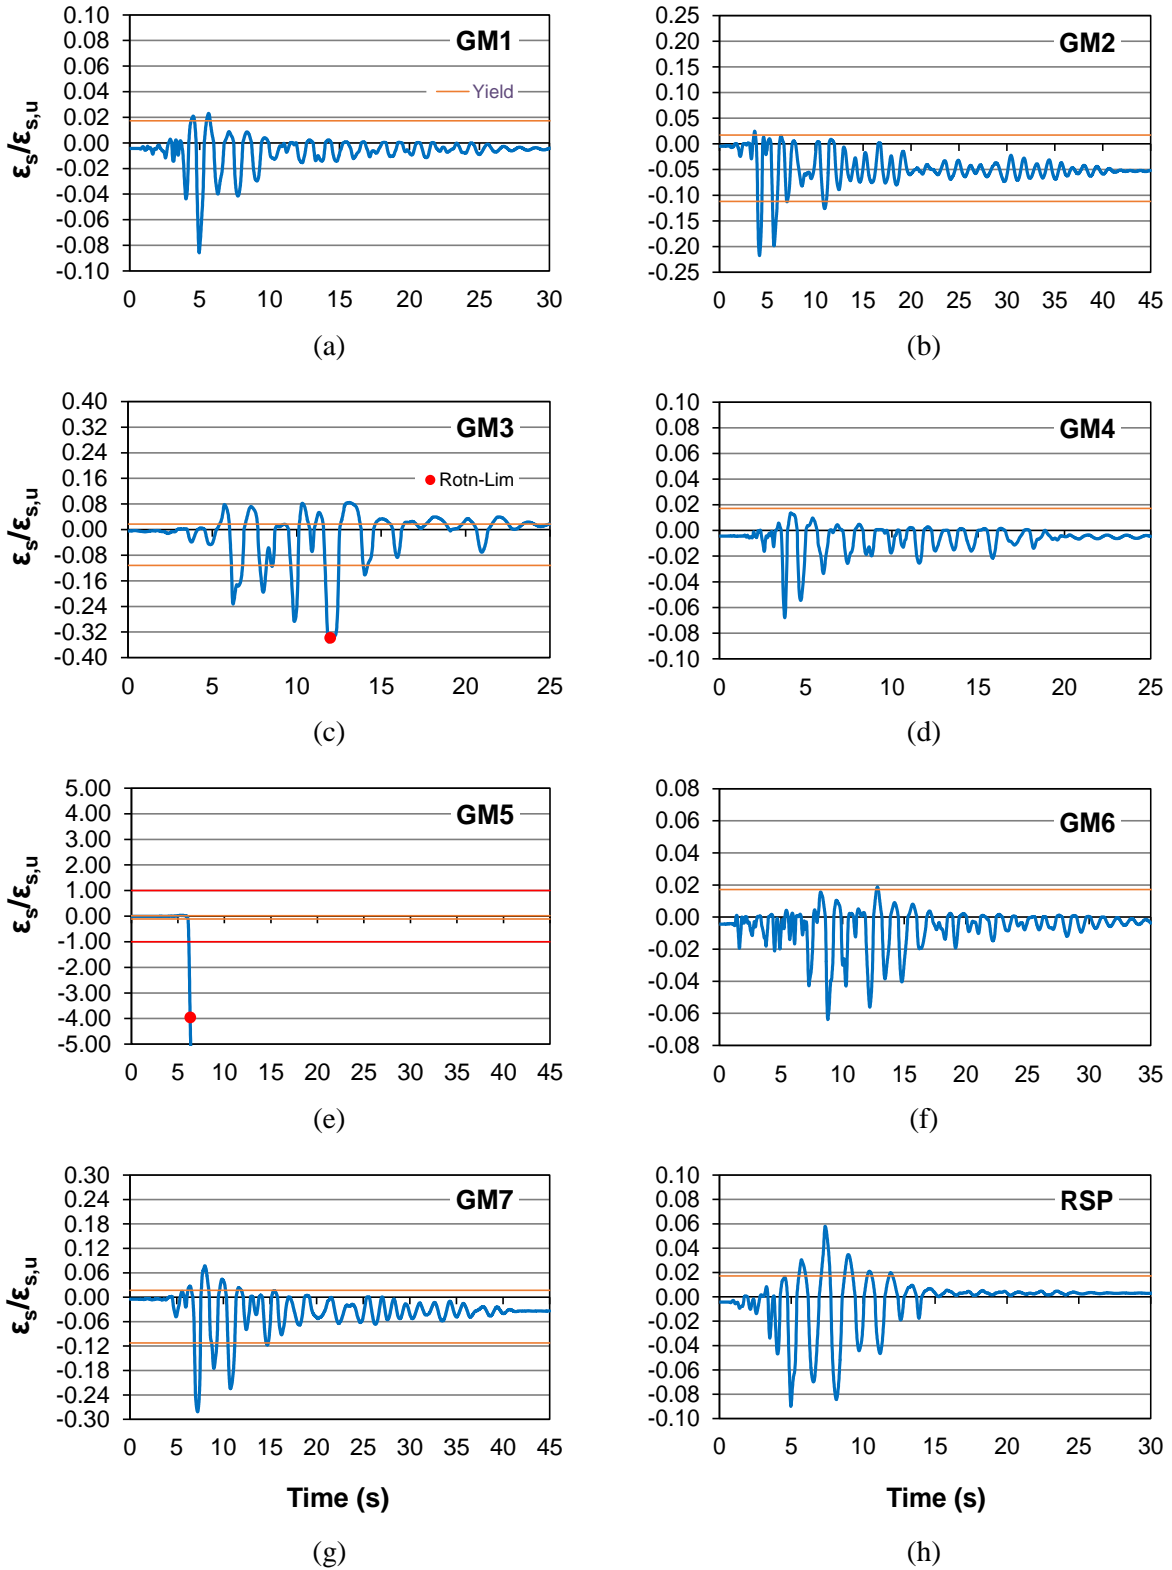 0.10
0.08
0.06
0.04
0.02
0.00
-0.02
-0.04
-0.06
-0.08
-0.10
εs/εs,u
GM1
Yield
0 5 10 15 20 25 30
(a)
0.25
0.20
0.15
0.10
0.05
0.00
-0.05
-0.10
-0.15
-0.20
-0.25
GM2
0 5 10 15 20 25 30 35 40 45
(b)
0.40
0.32
0.24
0.16
0.08
0.00
-0.08
-0.16
-0.24
-0.32
-0.40
εs/εs,u
GM3
Rotn-Lim
0 5 10 15 20 25
(c)
0.10
0.08
0.06
0.04
0.02
0.00
-0.02
-0.04
-0.06
-0.08
-0.10
GM4
0 5 10 15 20 25
(d)
5.00
4.00
3.00
2.00
1.00
0.00
-1.00
-2.00
-3.00
-4.00
-5.00
εs/εs,u
GM5
0 5 10 15 20 25 30 35 40 45
(e)
0.08
0.06
0.04
0.02
0.00
-0.02
-0.04
-0.06
-0.08
GM6
0 5 10 15 20 25 30 35
(f)
0.30
0.24
0.18
0.12
0.06
0.00
-0.06
-0.12
-0.18
-0.24
-0.30
εs/εs,u
GM7
0 5 10 15 20 25 30 35 40 45
Time (s)
(g)
0.10
0.08
0.06
0.04
0.02
0.00
-0.02
-0.04
-0.06
-0.08
-0.10
RSP
0 5 10 15 20 25 30
Time (s)
(h)